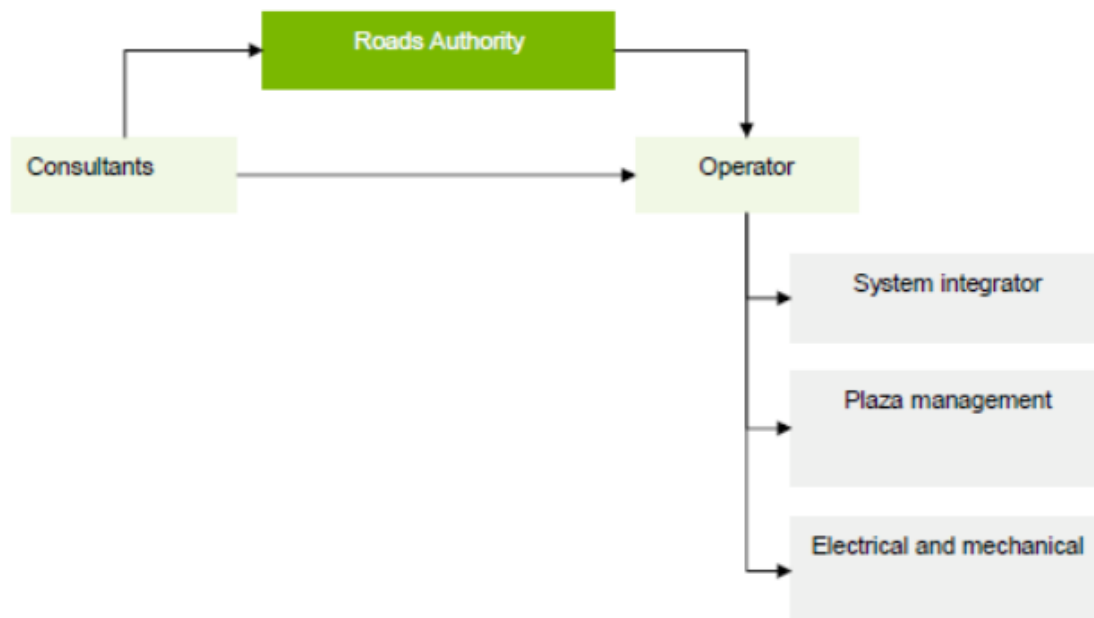 Roads Authority
Consultants
Operator
System integrator
Plaza management
Electrical and mechanical